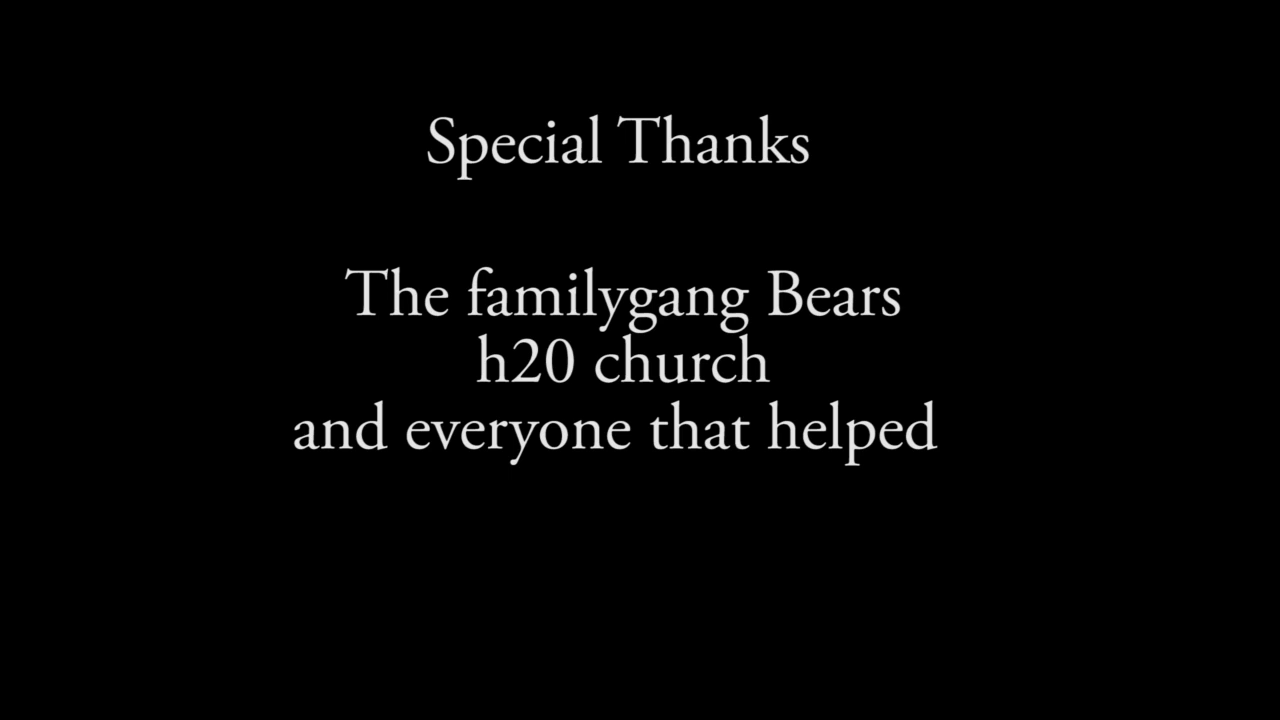 Special Thanks
The familygang Bears
h20 church
and everyone that helped